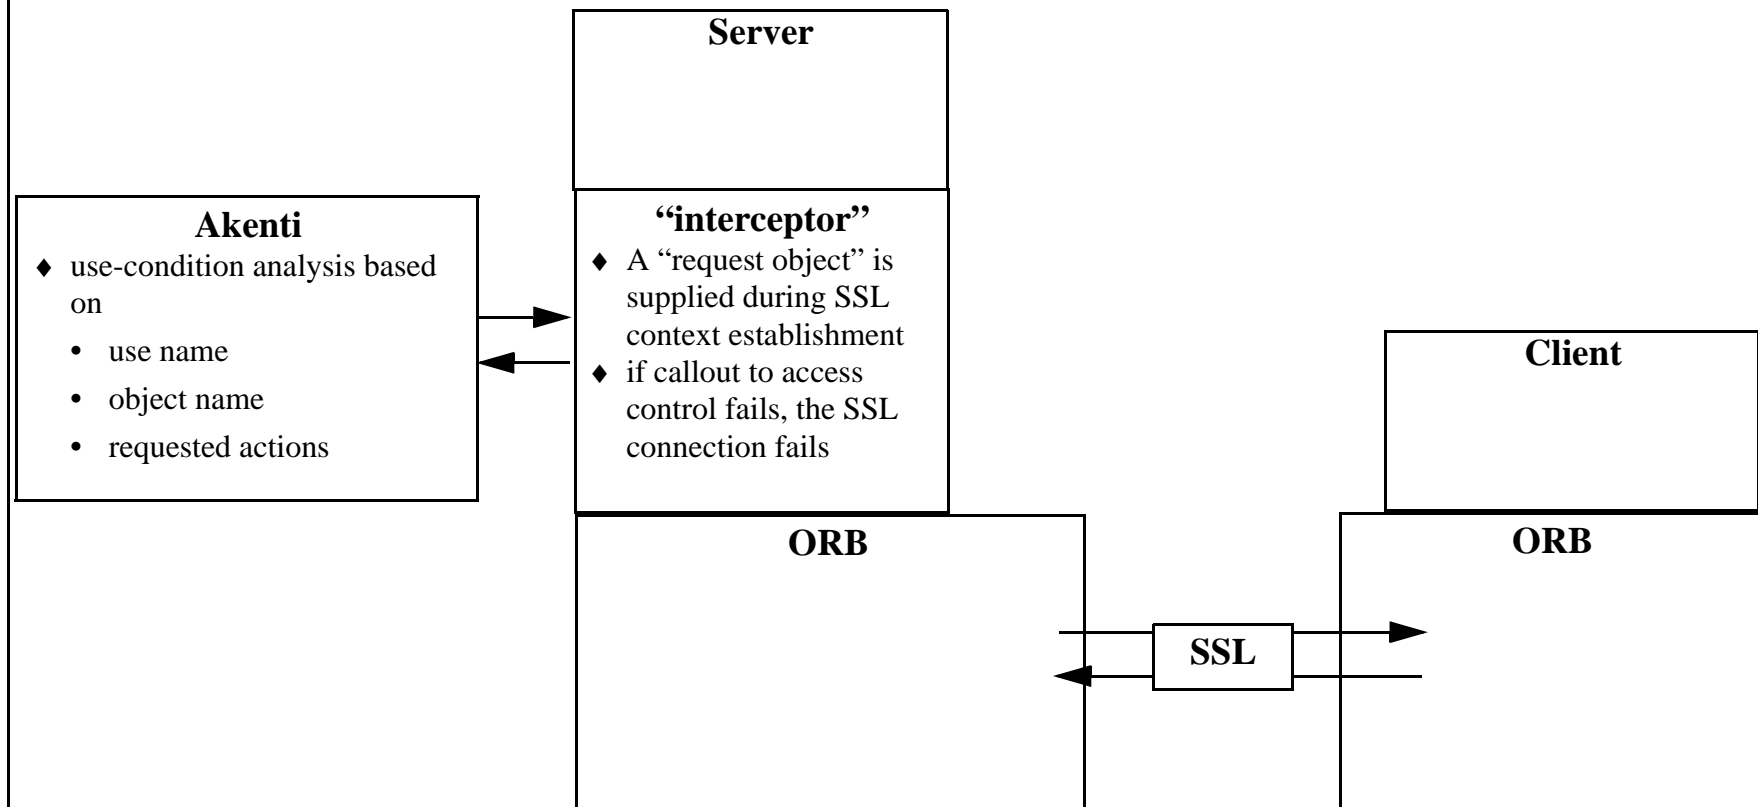 Server
Akenti
♦ use-condition analysis based
on
• use name
• object name
• requested actions
“interceptor”
♦ A “request object” is
supplied during SSL
context establishment
♦ if callout to access
control fails, the SSL
connection fails
Client
ORB
ORB
SSL